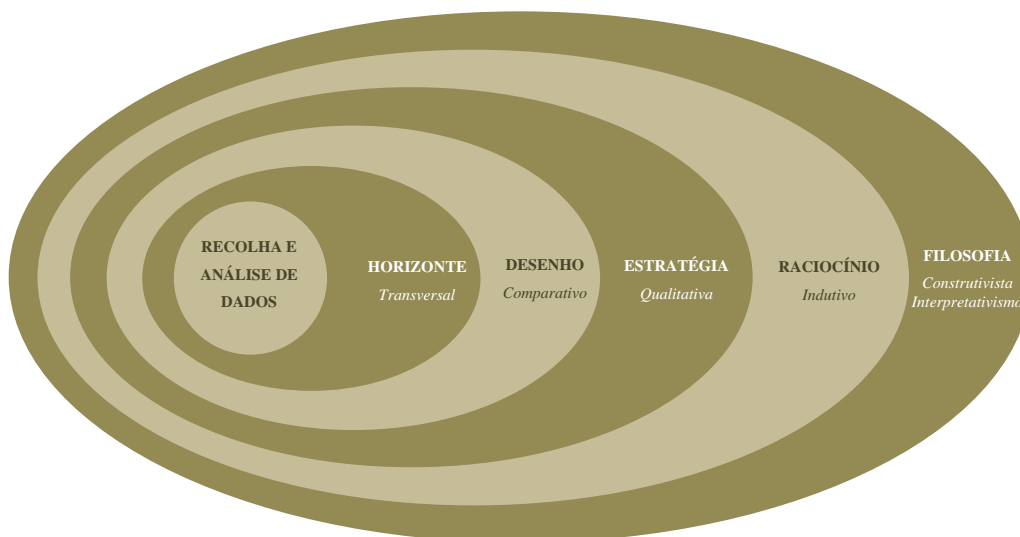 RECOLHA E
ANÁLISE DE
DADOS
HORIZONTE
Transversal
DESENHO
Comparativo
ESTRATÉGIA
Qualitativa
RACIOCÍNIO
Indutivo
FILOSOFIA
Construtivista
Interpretativismo